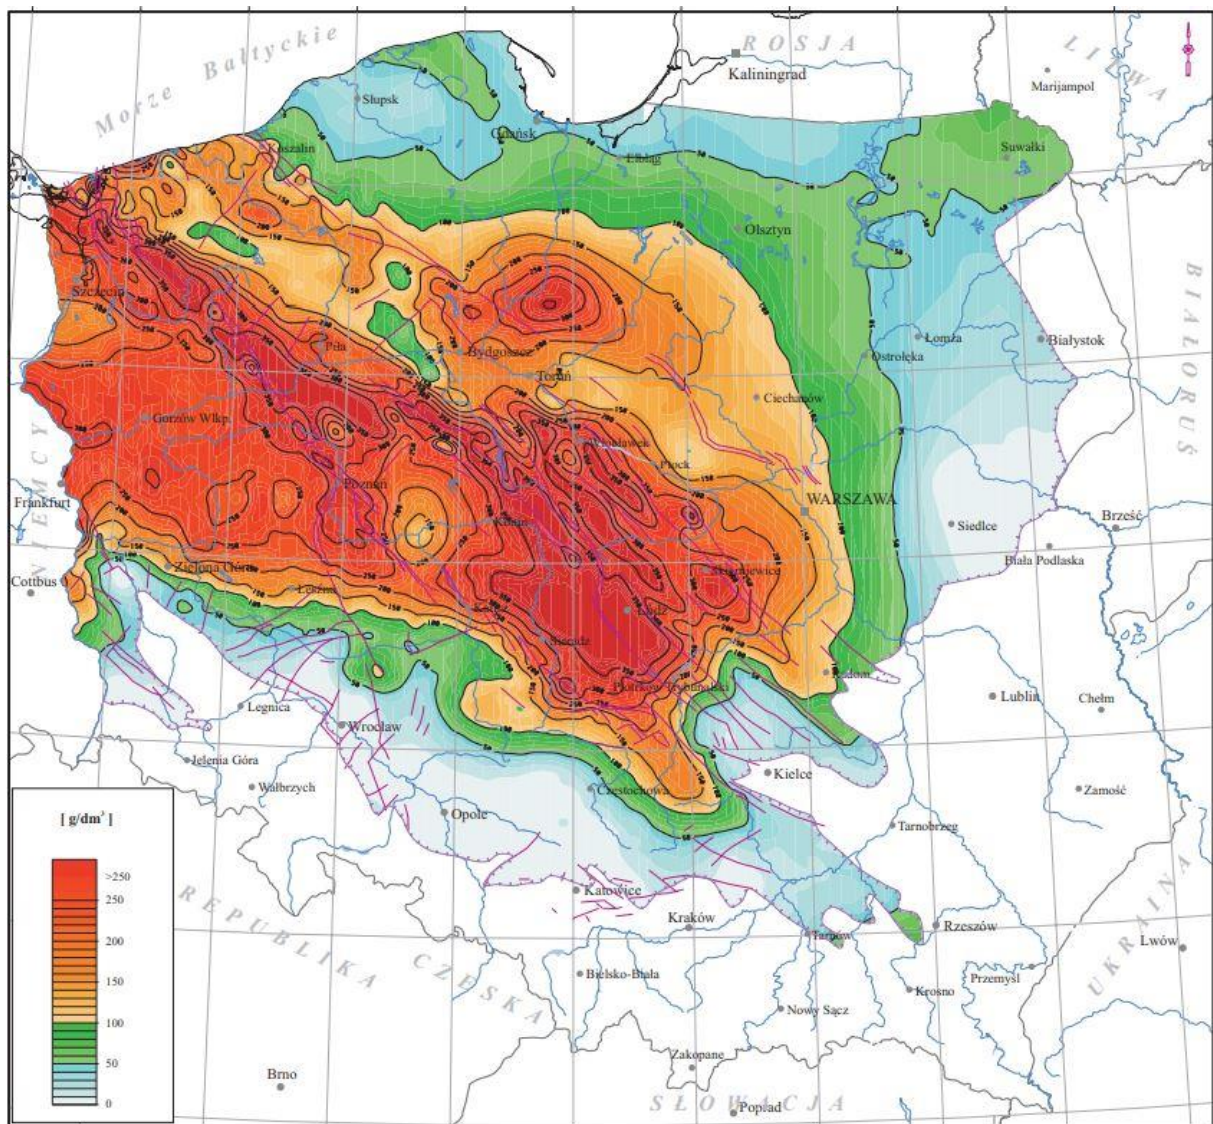 Morze Bałtyckie
ROSJA
LITWA
Kaliningrad
Marijampol
Słupsk
Gdańsk
Koszalin
Elbląg
Suwałki
Olsztyn
BIAŁORUŚ
Szczecin
Piła
Bydgoszcz
Toruń
Łomża
Białystok
Ostrołęka
Ciechanów
Gorzów Wlkp.
NIEMCY
Włocławek
Płock
Poznań
WARSZAWA
Frankfurt
Konin
Siedlce
Brześć
Biała Podlaska
Cottbus
Zielona Góra
Leszno
Skierniewice
Łódź
Sieradz
Piotrków Trybunalski
Radom
Lublin
Chełm
Legnica
Wrocław
Jelenia Góra
Wałbrzych
Kielce
Częstochowa
Zamość
Opole
Tarnobrzeg
[ g/dm³ ]
>250
250
200
150
100
50
0
REPUBLIKA CZESKA
Katowice
Kraków
Tarnów
Rzeszów
Lwów
UKRAINA
Bielsko-Biała
Przemyśl
Krosno
Nowy Sącz
Zakopane
Brno
SŁOWACJA
Poprad